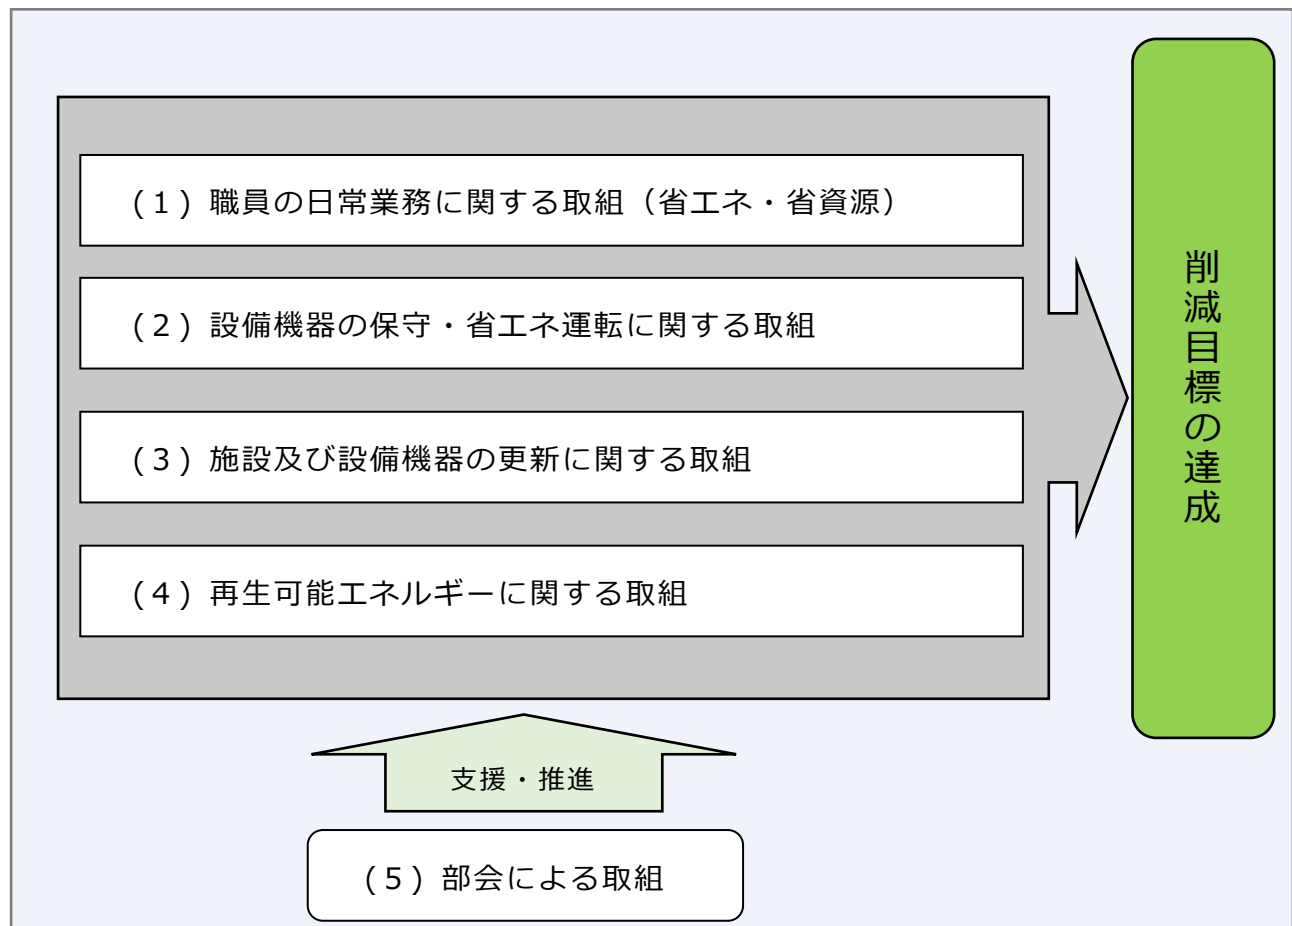 (1) 職員の日常業務に関する取組（省エネ・省資源）
(2) 設備機器の保守・省エネ運転に関する取組
(3) 施設及び設備機器の更新に関する取組
(4) 再生可能エネルギーに関する取組
削減目標の達成
支援・推進
(5) 部会による取組